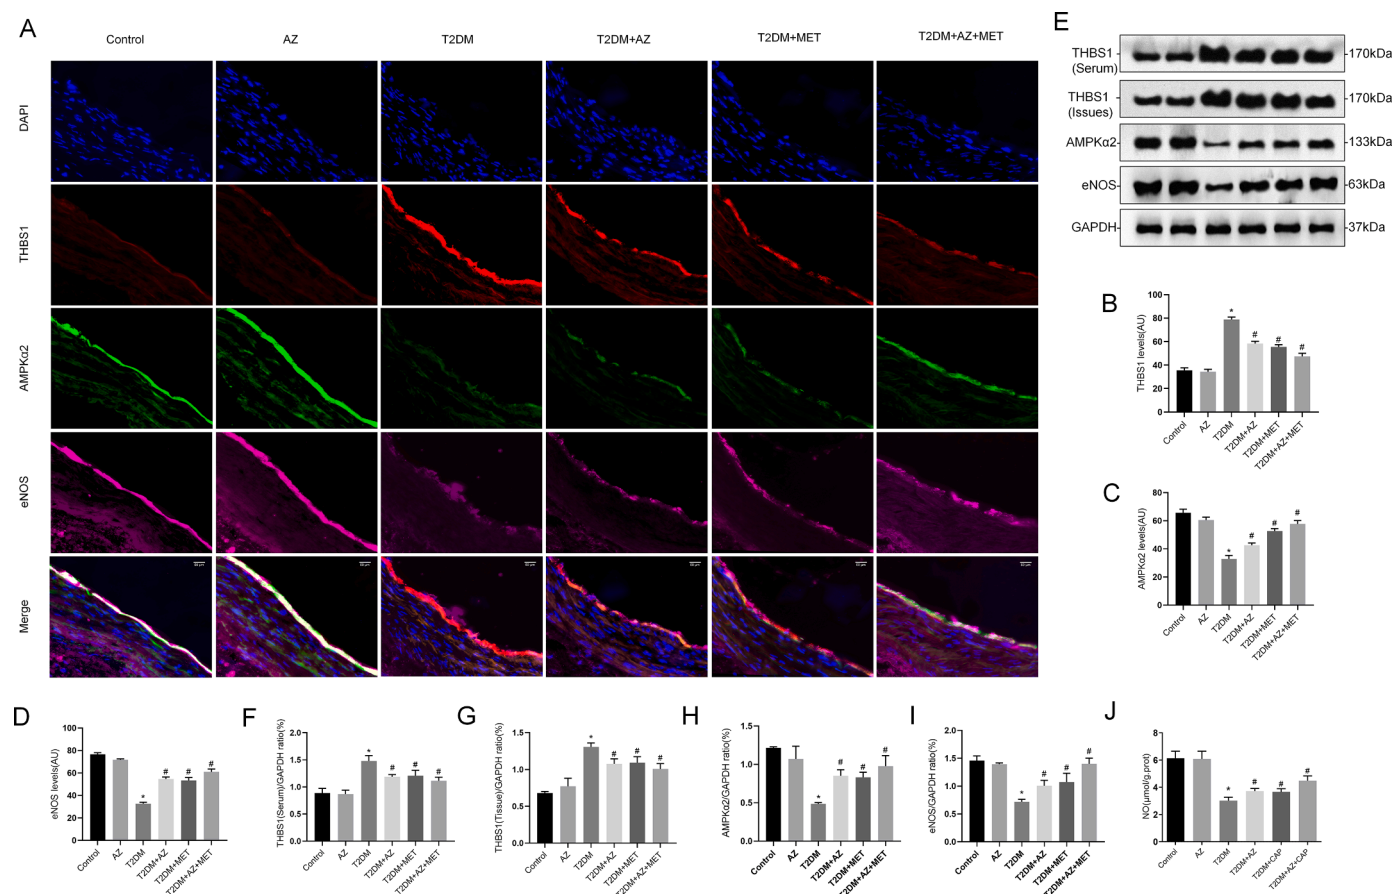 A
Control AZ T2DM T2DM+AZ T2DM+MET T2DM+AZ+MET
DAPI
THBS1
AMPKα2
eNOS
Merge
E
THBS1
(Serum)
-170kDa
THBS1
(Issues)
-170kDa
AMPKα2- -133kDa
eNOS- -63kDa
GAPDH- -37kDa
B
THBS1 levels(AU)
100
80
60
40
20
0
*
# # #
Control AZ T2DM T2DM+AZ T2DM+MET T2DM+AZ+MET
C
AMPKα2 levels(AU)
80
60
40
20
0
*
# # #
Control AZ T2DM T2DM+AZ T2DM+MET T2DM+AZ+MET
D
eNOS levels(AU)
100
80
60
40
20
0
*
# # #
Control AZ T2DM T2DM+AZ T2DM+MET T2DM+AZ+MET
F
THBS1(Serum)/GAPDH ratio(%)
2.0
1.5
1.0
0.5
0.0
*
# # #
Control AZ T2DM T2DM+AZ T2DM+MET T2DM+AZ+MET
G
THBS1(Tissue)/GAPDH ratio(%)
1.5
1.0
0.5
0.0
*
# # #
Control AZ T2DM T2DM+AZ T2DM+MET T2DM+AZ+MET
H
AMPKα2/GAPDH ratio(%)
1.5
1.0
0.5
0.0
*
# # #
Control AZ T2DM T2DM+AZ T2DM+MET T2DM+AZ+MET
I
eNOS/GAPDH ratio(%)
2.0
1.5
1.0
0.5
0.0
*
# # #
Control AZ T2DM T2DM+AZ T2DM+MET T2DM+AZ+MET
J
NO(μmol/g.prot)
8
6
4
2
0
*
# # #
Control AZ T2DM T2DM+AZ T2DM+CAP T2DM+AZ+CAP